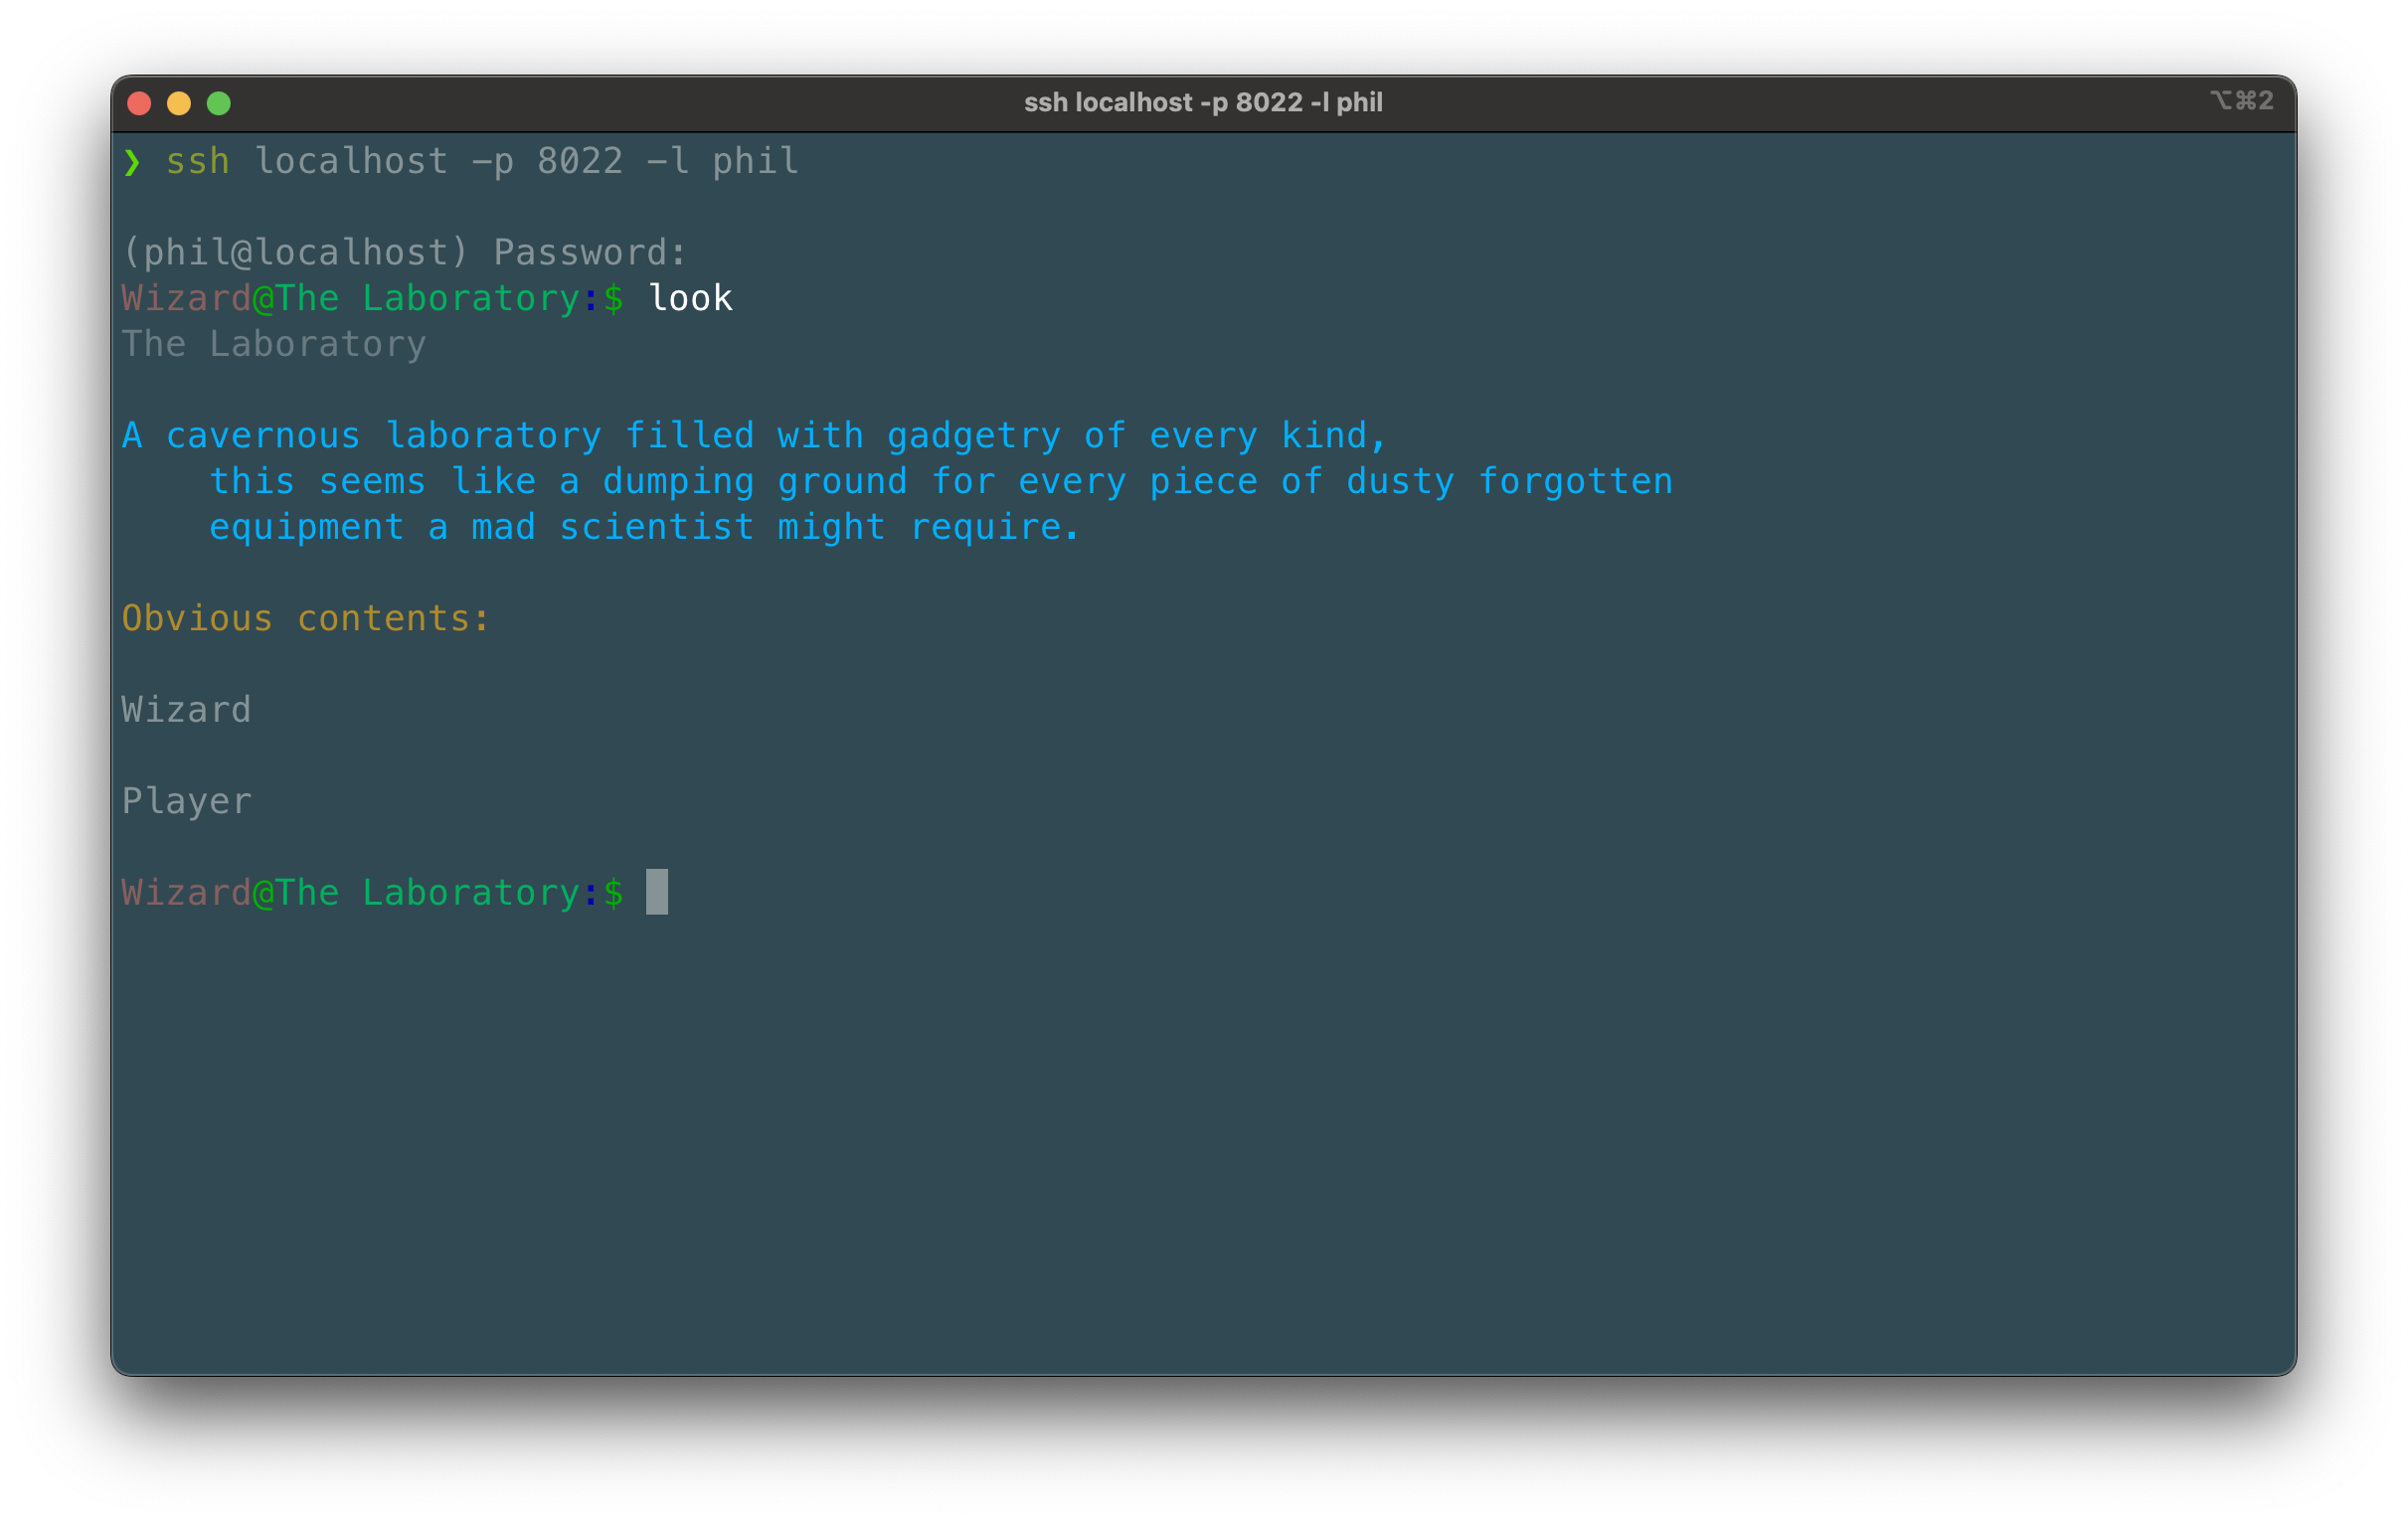 ssh localhost -p 8022 -l phil
⌥⌘2
❯ ssh localhost -p 8022 -l phil
(phil@localhost) Password:
Wizard@The Laboratory:$ look
The Laboratory
A cavernous laboratory filled with gadgetry of every kind,
this seems like a dumping ground for every piece of dusty forgotten
equipment a mad scientist might require.
Obvious contents:
Wizard
Player
Wizard@The Laboratory:$